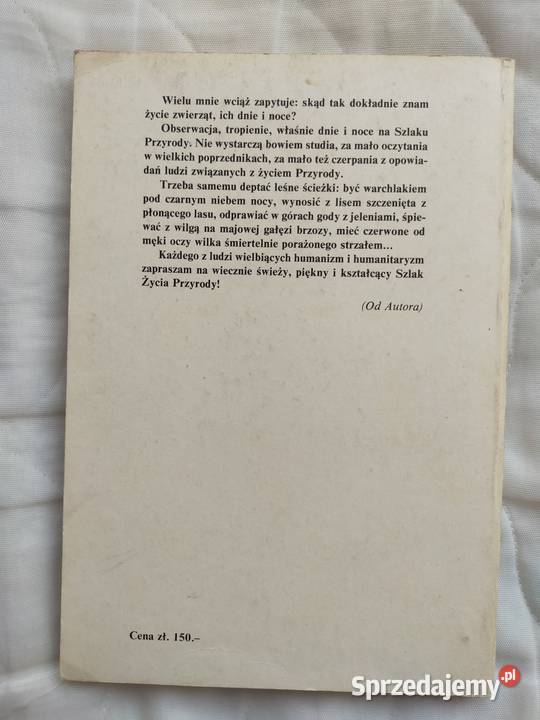 Wielu mnie wciąż zapytuje: skąd tak dokładnie znam
życie zwierząt, ich dnie i noce?
Obserwacja, tropienie, właśnie dnie i noce na Szlaku
Przyrody. Nie wystarczą bowiem studia, za mało oczytania
w wielkich poprzednikach, za mało też czerpania z opowia-
dań ludzi związanych z życiem Przyrody.
Trzeba samemu deptać leśne ścieżki: być warchlakiem
pod czarnym niebem nocy, wynosić z lisem szczenięta z
płonącego lasu, odprawiać w górach gody z jeleniami, śpie-
wać z wilgą na majowej gałęzi brzozy, mieć czerwone od
męki oczy wilka śmiertelnie porażonego strzałem...
Każdego z ludzi wielbiących humanizm i humanitaryzm
zapraszam na wiecznie świeży, piękny i kształcący Szlak
Życia Przyrody!
(Od Autora)
Cena zł. 150.–
Sprzedajemy.pl